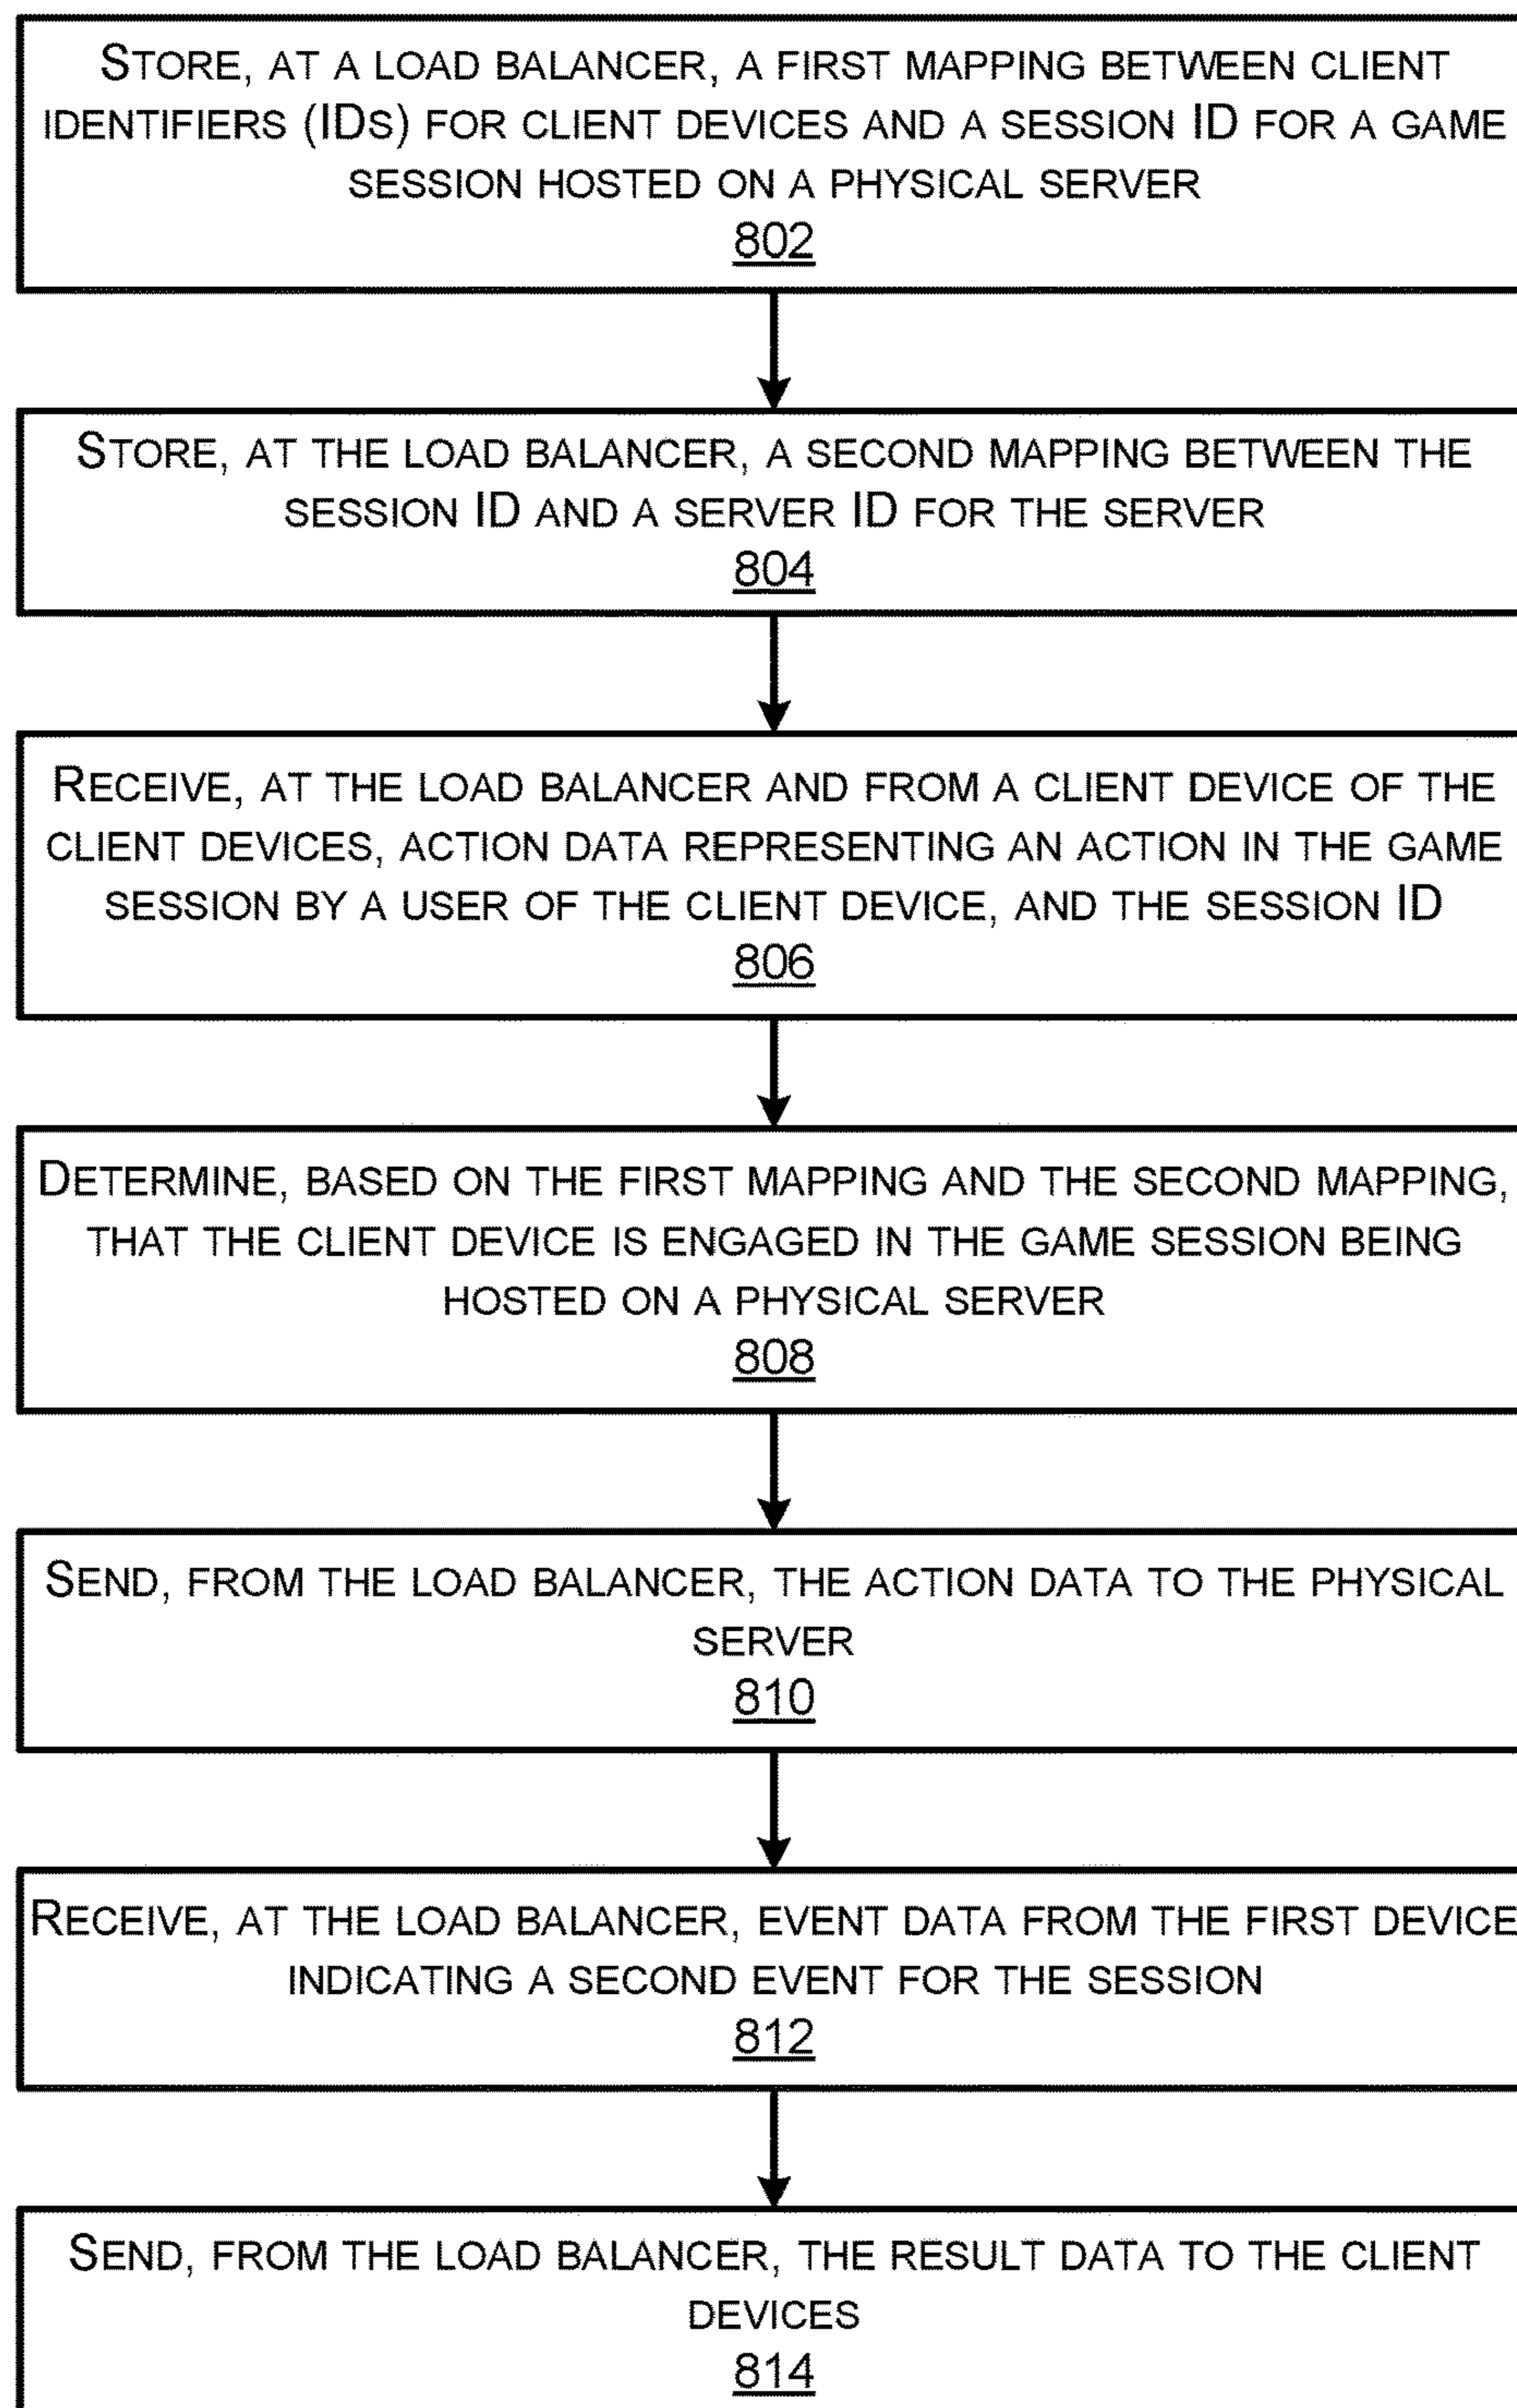 STORE, AT A LOAD BALANCER, A FIRST MAPPING BETWEEN CLIENT
IDENTIFIERS (IDS) FOR CLIENT DEVICES AND A SESSION ID FOR A GAME
SESSION HOSTED ON A PHYSICAL SERVER
802
STORE, AT THE LOAD BALANCER, A SECOND MAPPING BETWEEN THE
SESSION ID AND A SERVER ID FOR THE SERVER
804
RECEIVE, AT THE LOAD BALANCER AND FROM A CLIENT DEVICE OF THE
CLIENT DEVICES, ACTION DATA REPRESENTING AN ACTION IN THE GAME
SESSION BY A USER OF THE CLIENT DEVICE, AND THE SESSION ID
806
DETERMINE, BASED ON THE FIRST MAPPING AND THE SECOND MAPPING,
THAT THE CLIENT DEVICE IS ENGAGED IN THE GAME SESSION BEING
HOSTED ON A PHYSICAL SERVER
808
SEND, FROM THE LOAD BALANCER, THE ACTION DATA TO THE PHYSICAL
SERVER
810
RECEIVE, AT THE LOAD BALANCER, EVENT DATA FROM THE FIRST DEVICE
INDICATING A SECOND EVENT FOR THE SESSION
812
SEND, FROM THE LOAD BALANCER, THE RESULT DATA TO THE CLIENT
DEVICES
814